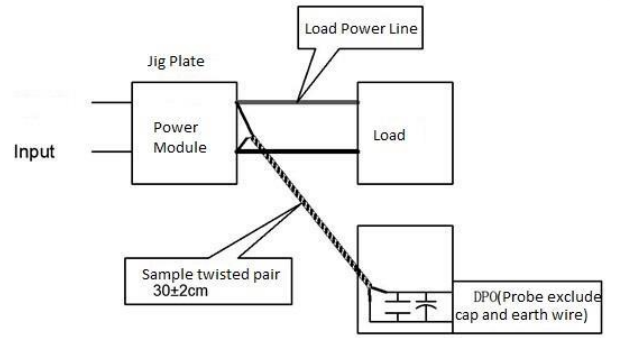 Load Power Line
Jig Plate
Power
Module
Load
Input
Sample twisted pair
30±2cm
DPO(Probe exclude
cap and earth wire)